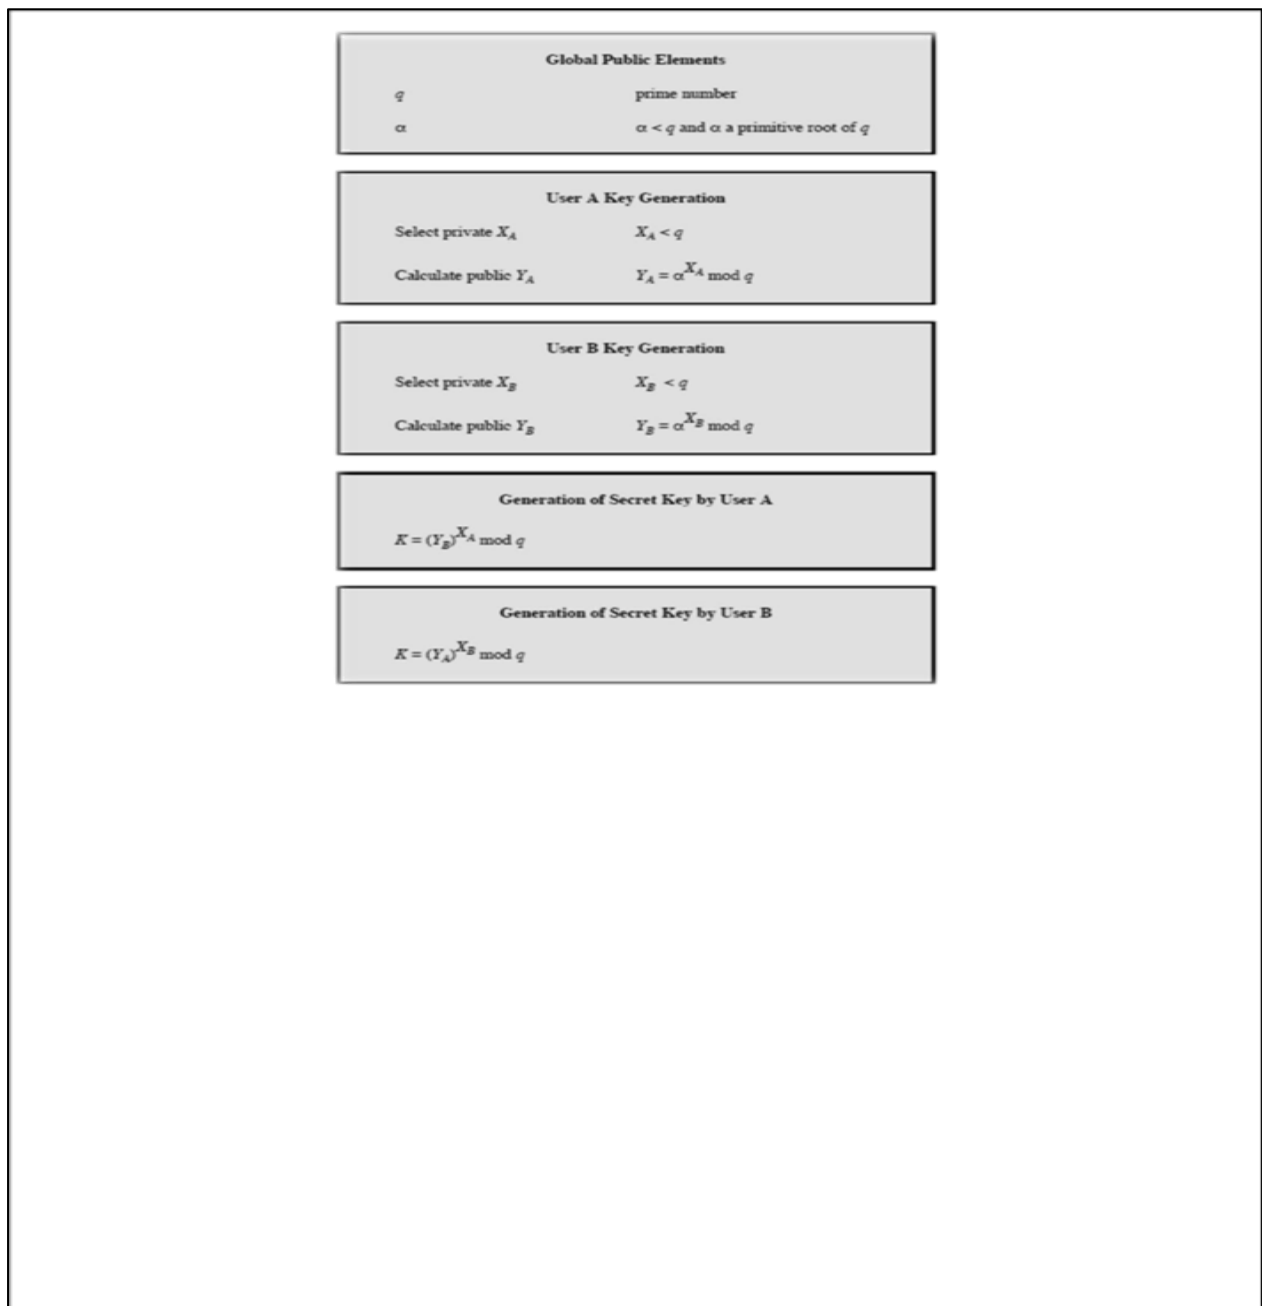 Global Public Elements
q prime number
α α < q and α a primitive root of q
User A Key Generation
Select private X_A X_A < q
Calculate public Y_A Y_A = α^X_A mod q
User B Key Generation
Select private X_B X_B < q
Calculate public Y_B Y_B = α^X_B mod q
Generation of Secret Key by User A
K = (Y_B)^X_A mod q
Generation of Secret Key by User B
K = (Y_A)^X_B mod q